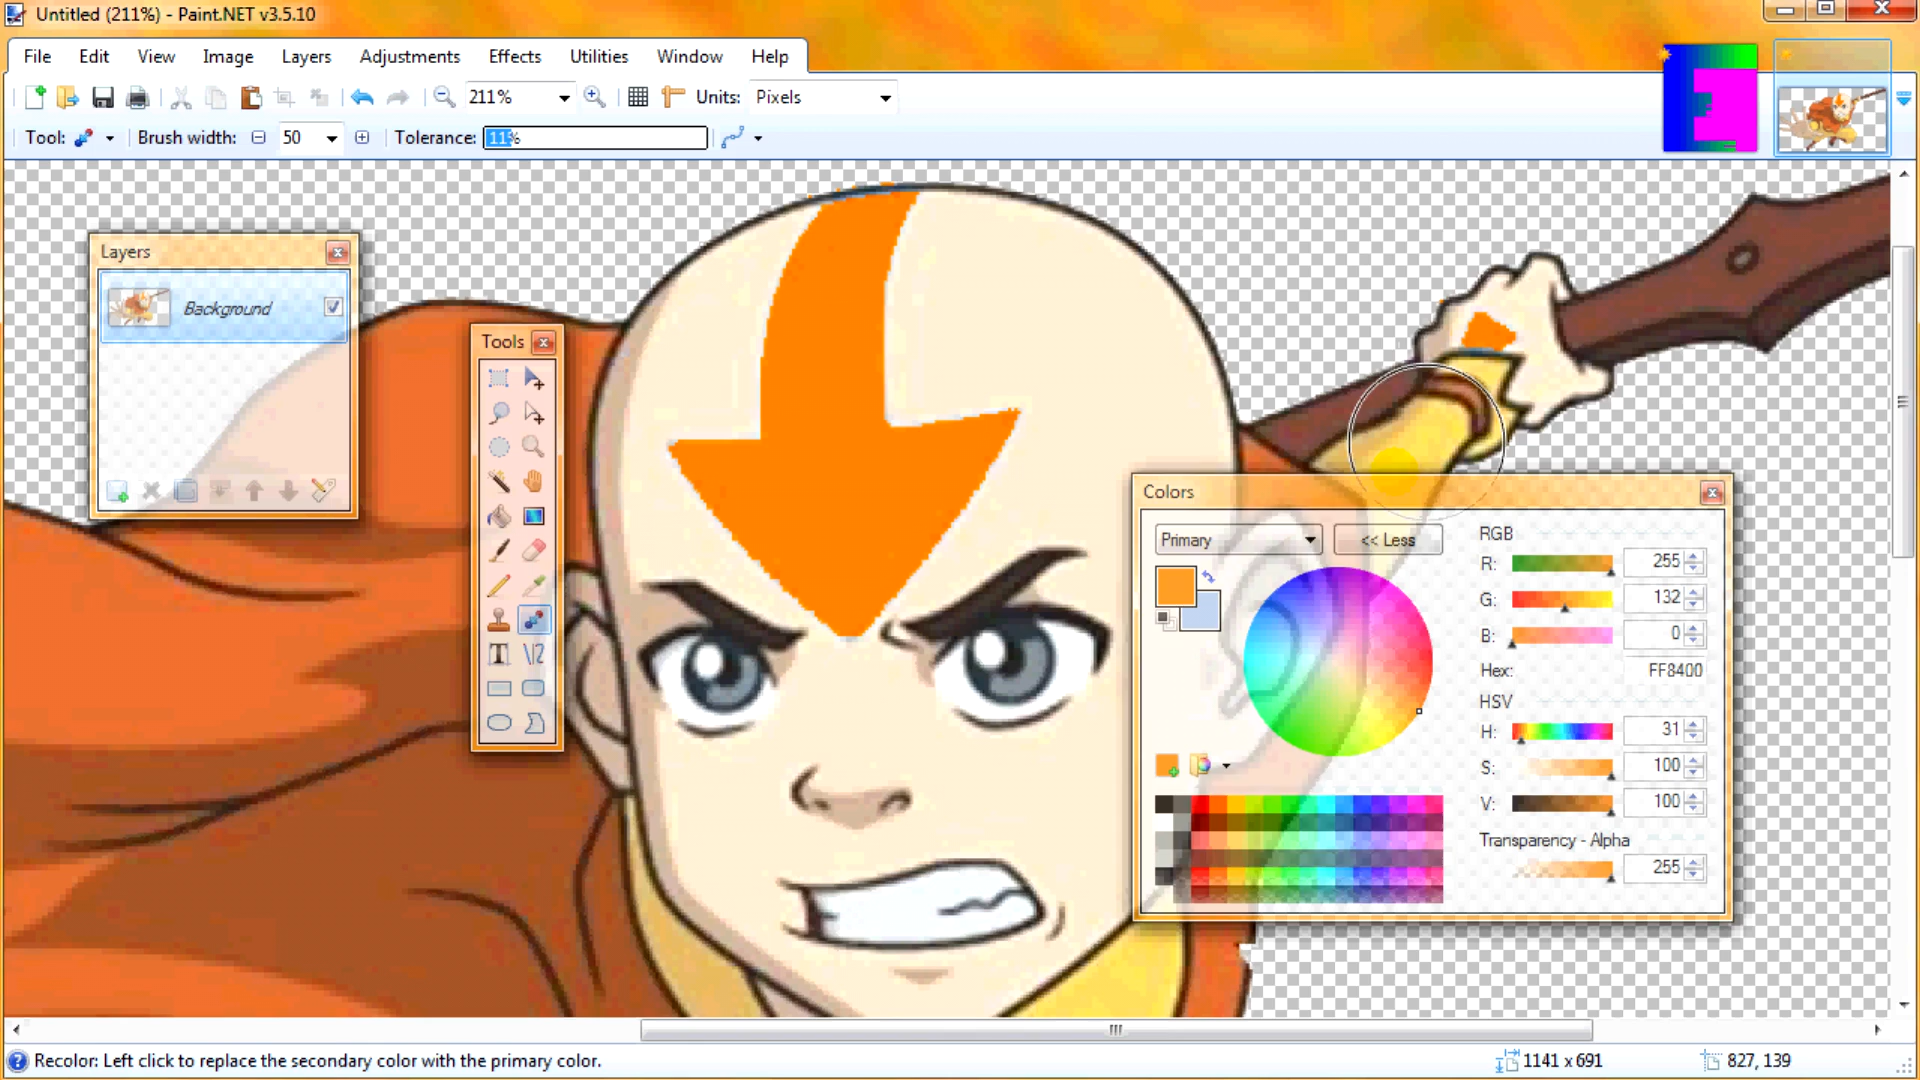 Untitled (211%) - Paint.NET v3.5.10
File Edit View Image Layers Adjustments Effects Utilities Window Help
211% Units: Pixels
Tool: Brush width: 50 Tolerance: 11%
Layers
Background
Tools
Colors
Primary << Less
RGB
R: 255
G: 132
B: 0
Hex: FF8400
HSV
H: 31
S: 100
V: 100
Transparency - Alpha
255
Recolor: Left click to replace the secondary color with the primary color.
1141 x 691
827, 139